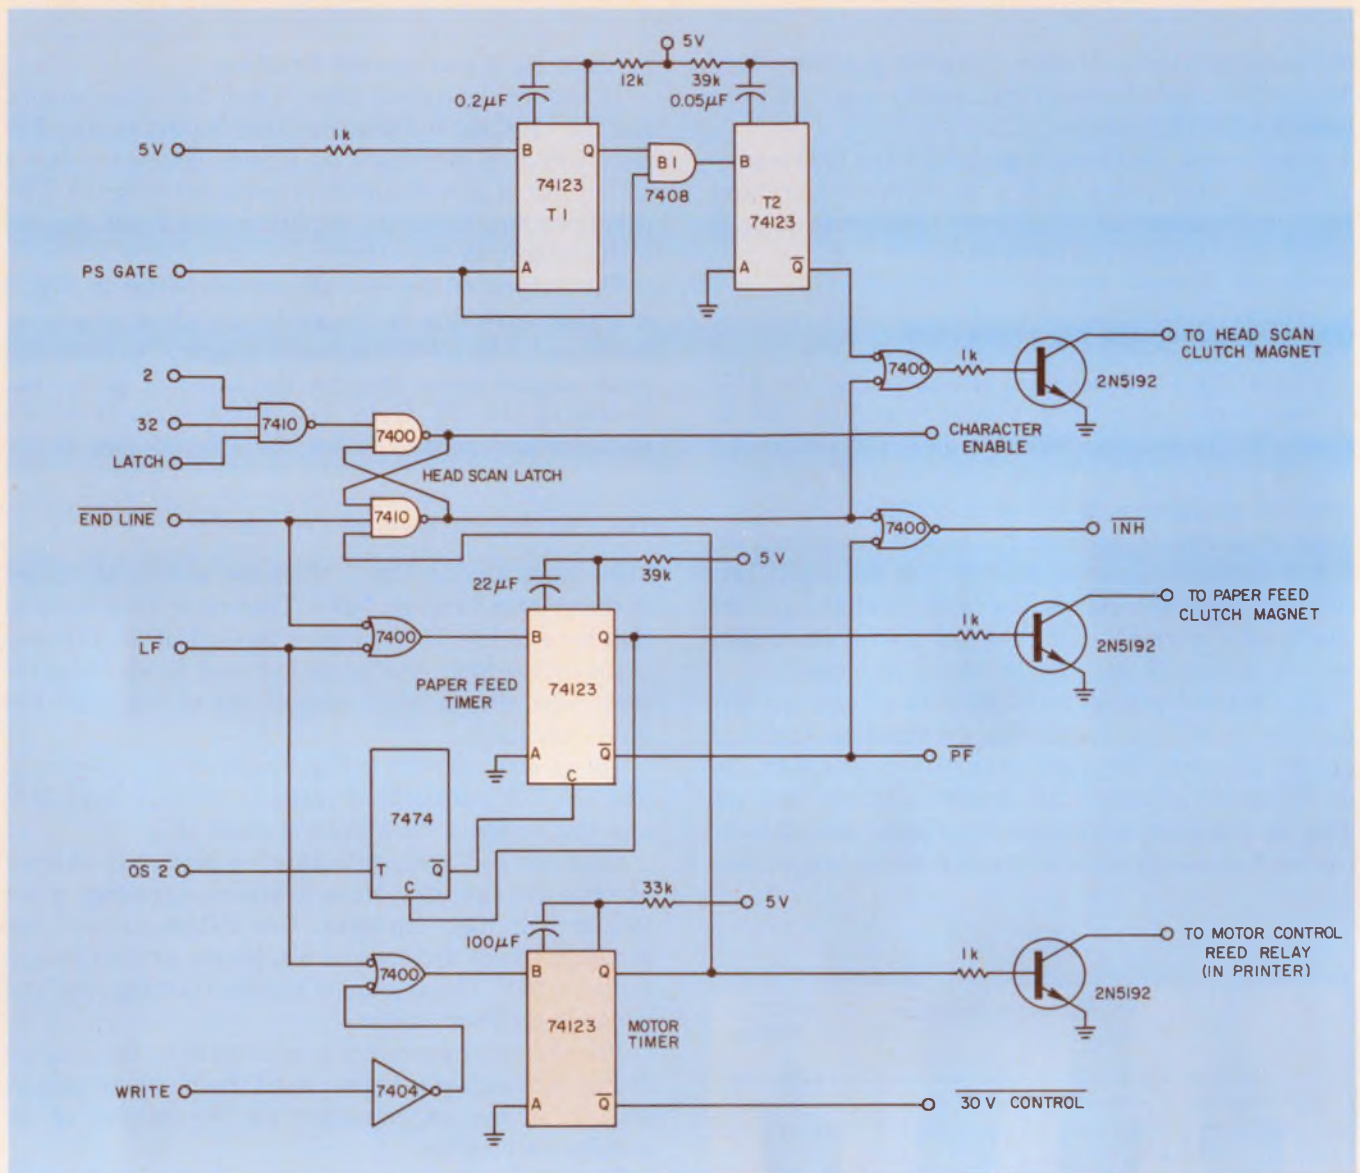 5V
12k
39k
0.2µF
0.05µF
1k
5V
B
Q
B1
B
74123
T1
7408
T2
74123
PS GATE
A
A
Q̅
TO HEAD SCAN
CLUTCH MAGNET
7400
1k
2N5192
2
32
7410
7400
CHARACTER
ENABLE
LATCH
HEAD SCAN LATCH
END LINE
7410
7400
INH
5V
22µF
39k
TO PAPER FEED
CLUTCH MAGNET
LF
7400
B
Q
1k
2N5192
PAPER FEED
TIMER
74123
A
Q̅
C
PF
7474
OS 2
T
Q̅
C
33k
5V
100µF
TO MOTOR CONTROL
REED RELAY
(IN PRINTER)
7400
B
Q
1k
2N5192
74123
MOTOR
TIMER
WRITE
7404
A
Q̅
30V CONTROL